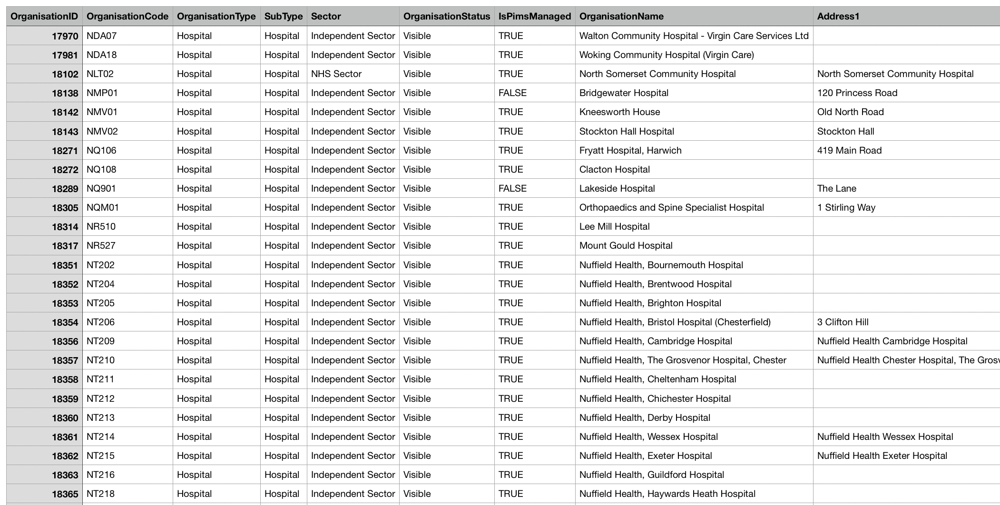 OrganisationID OrganisationCode OrganisationType SubType Sector OrganisationStatus IsPimsManaged OrganisationName Address1
17970 NDA07 Hospital Hospital Independent Sector Visible TRUE Walton Community Hospital - Virgin Care Services Ltd
17981 NDA18 Hospital Hospital Independent Sector Visible TRUE Woking Community Hospital (Virgin Care)
18102 NLT02 Hospital Hospital NHS Sector Visible TRUE North Somerset Community Hospital North Somerset Community Hospital
18138 NMP01 Hospital Hospital Independent Sector Visible FALSE Bridgewater Hospital 120 Princess Road
18142 NMV01 Hospital Hospital Independent Sector Visible TRUE Kneesworth House Old North Road
18143 NMV02 Hospital Hospital Independent Sector Visible TRUE Stockton Hall Hospital Stockton Hall
18271 NQ106 Hospital Hospital Independent Sector Visible TRUE Fryatt Hospital, Harwich 419 Main Road
18272 NQ108 Hospital Hospital Independent Sector Visible TRUE Clacton Hospital
18289 NQ901 Hospital Hospital Independent Sector Visible FALSE Lakeside Hospital The Lane
18305 NQM01 Hospital Hospital Independent Sector Visible TRUE Orthopaedics and Spine Specialist Hospital 1 Stirling Way
18314 NR510 Hospital Hospital Independent Sector Visible TRUE Lee Mill Hospital
18317 NR527 Hospital Hospital Independent Sector Visible TRUE Mount Gould Hospital
18351 NT202 Hospital Hospital Independent Sector Visible TRUE Nuffield Health, Bournemouth Hospital
18352 NT204 Hospital Hospital Independent Sector Visible TRUE Nuffield Health, Brentwood Hospital
18353 NT205 Hospital Hospital Independent Sector Visible TRUE Nuffield Health, Brighton Hospital
18354 NT206 Hospital Hospital Independent Sector Visible TRUE Nuffield Health, Bristol Hospital (Chesterfield) 3 Clifton Hill
18356 NT209 Hospital Hospital Independent Sector Visible TRUE Nuffield Health, Cambridge Hospital Nuffield Health Cambridge Hospital
18357 NT210 Hospital Hospital Independent Sector Visible TRUE Nuffield Health, The Grosvenor Hospital, Chester Nuffield Health Chester Hospital, The Grosv
18358 NT211 Hospital Hospital Independent Sector Visible TRUE Nuffield Health, Cheltenham Hospital
18359 NT212 Hospital Hospital Independent Sector Visible TRUE Nuffield Health, Chichester Hospital
18360 NT213 Hospital Hospital Independent Sector Visible TRUE Nuffield Health, Derby Hospital
18361 NT214 Hospital Hospital Independent Sector Visible TRUE Nuffield Health, Wessex Hospital Nuffield Health Wessex Hospital
18362 NT215 Hospital Hospital Independent Sector Visible TRUE Nuffield Health, Exeter Hospital Nuffield Health Exeter Hospital
18363 NT216 Hospital Hospital Independent Sector Visible TRUE Nuffield Health, Guildford Hospital
18365 NT218 Hospital Hospital Independent Sector Visible TRUE Nuffield Health, Haywards Heath Hospital